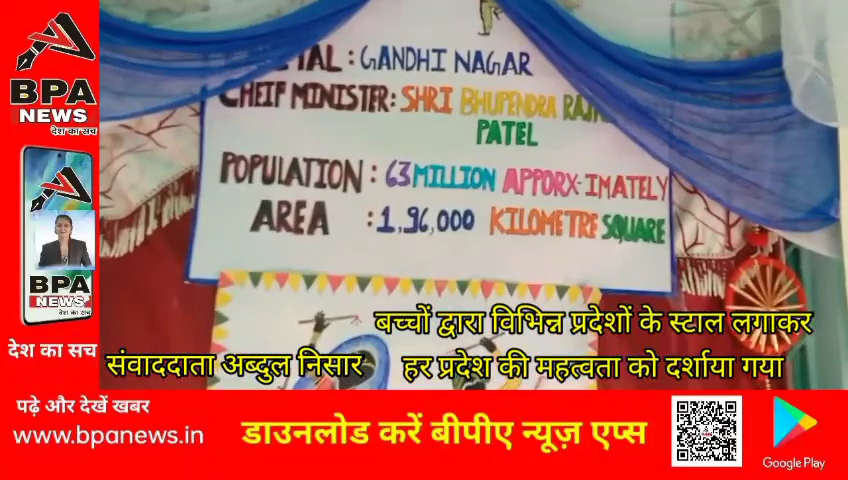 BPA
NEWS
देश का सच
BPA
NEWS
देश का सच
देश का सच
GANDHI NAGAR
CHEIF MINISTER: SHRI BHUPENDRA
PATEL
POPULATION : 63 MILLION APPORX-IMATELY
AREA : 1,96,000 KILOMETRE SQUARE
बच्चों द्वारा विभिन्न प्रदेशों के स्टाल लगाकर
संवाददाता अब्दुल निसार हर प्रदेश की महत्वता को दर्शाया गया
पढ़े और देखें खबर
www.bpanews.in
डाउनलोड करें बीपीए न्यूज़ एप्स
Google Play